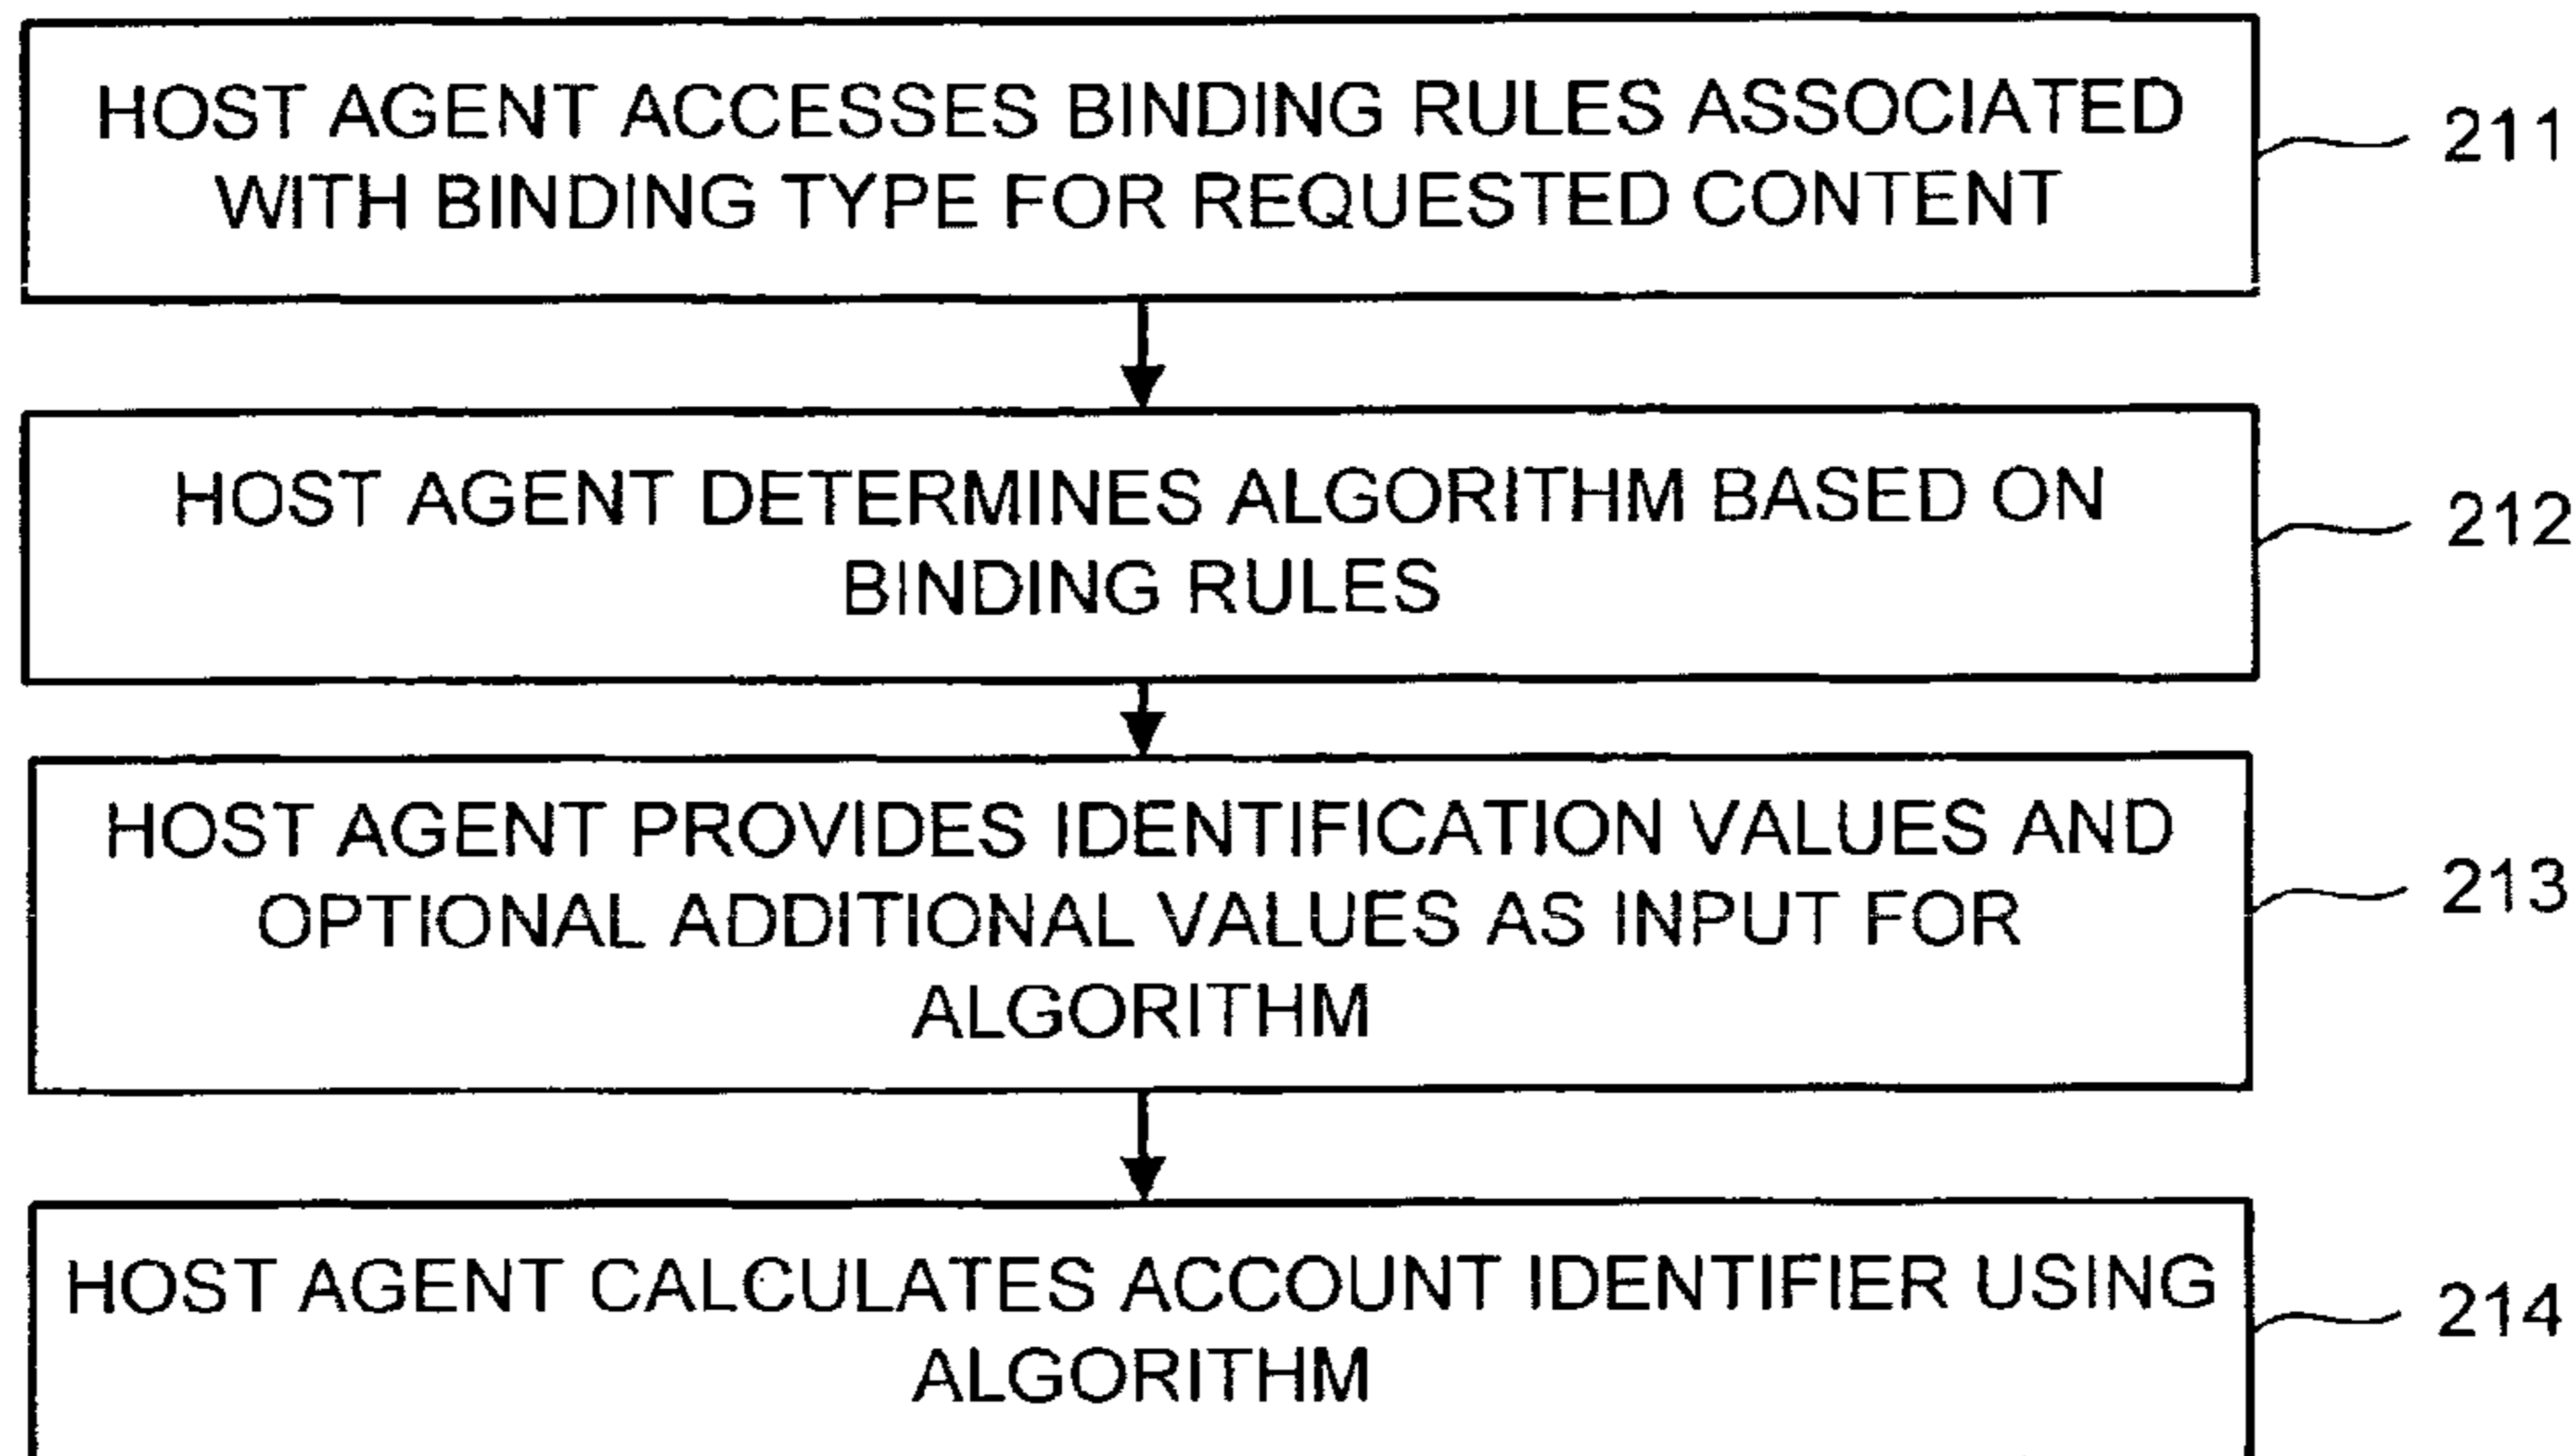 HOST AGENT ACCESSES BINDING RULES ASSOCIATED
WITH BINDING TYPE FOR REQUESTED CONTENT
211
HOST AGENT DETERMINES ALGORITHM BASED ON
BINDING RULES
212
HOST AGENT PROVIDES IDENTIFICATION VALUES AND
OPTIONAL ADDITIONAL VALUES AS INPUT FOR
ALGORITHM
213
HOST AGENT CALCULATES ACCOUNT IDENTIFIER USING
ALGORITHM
214